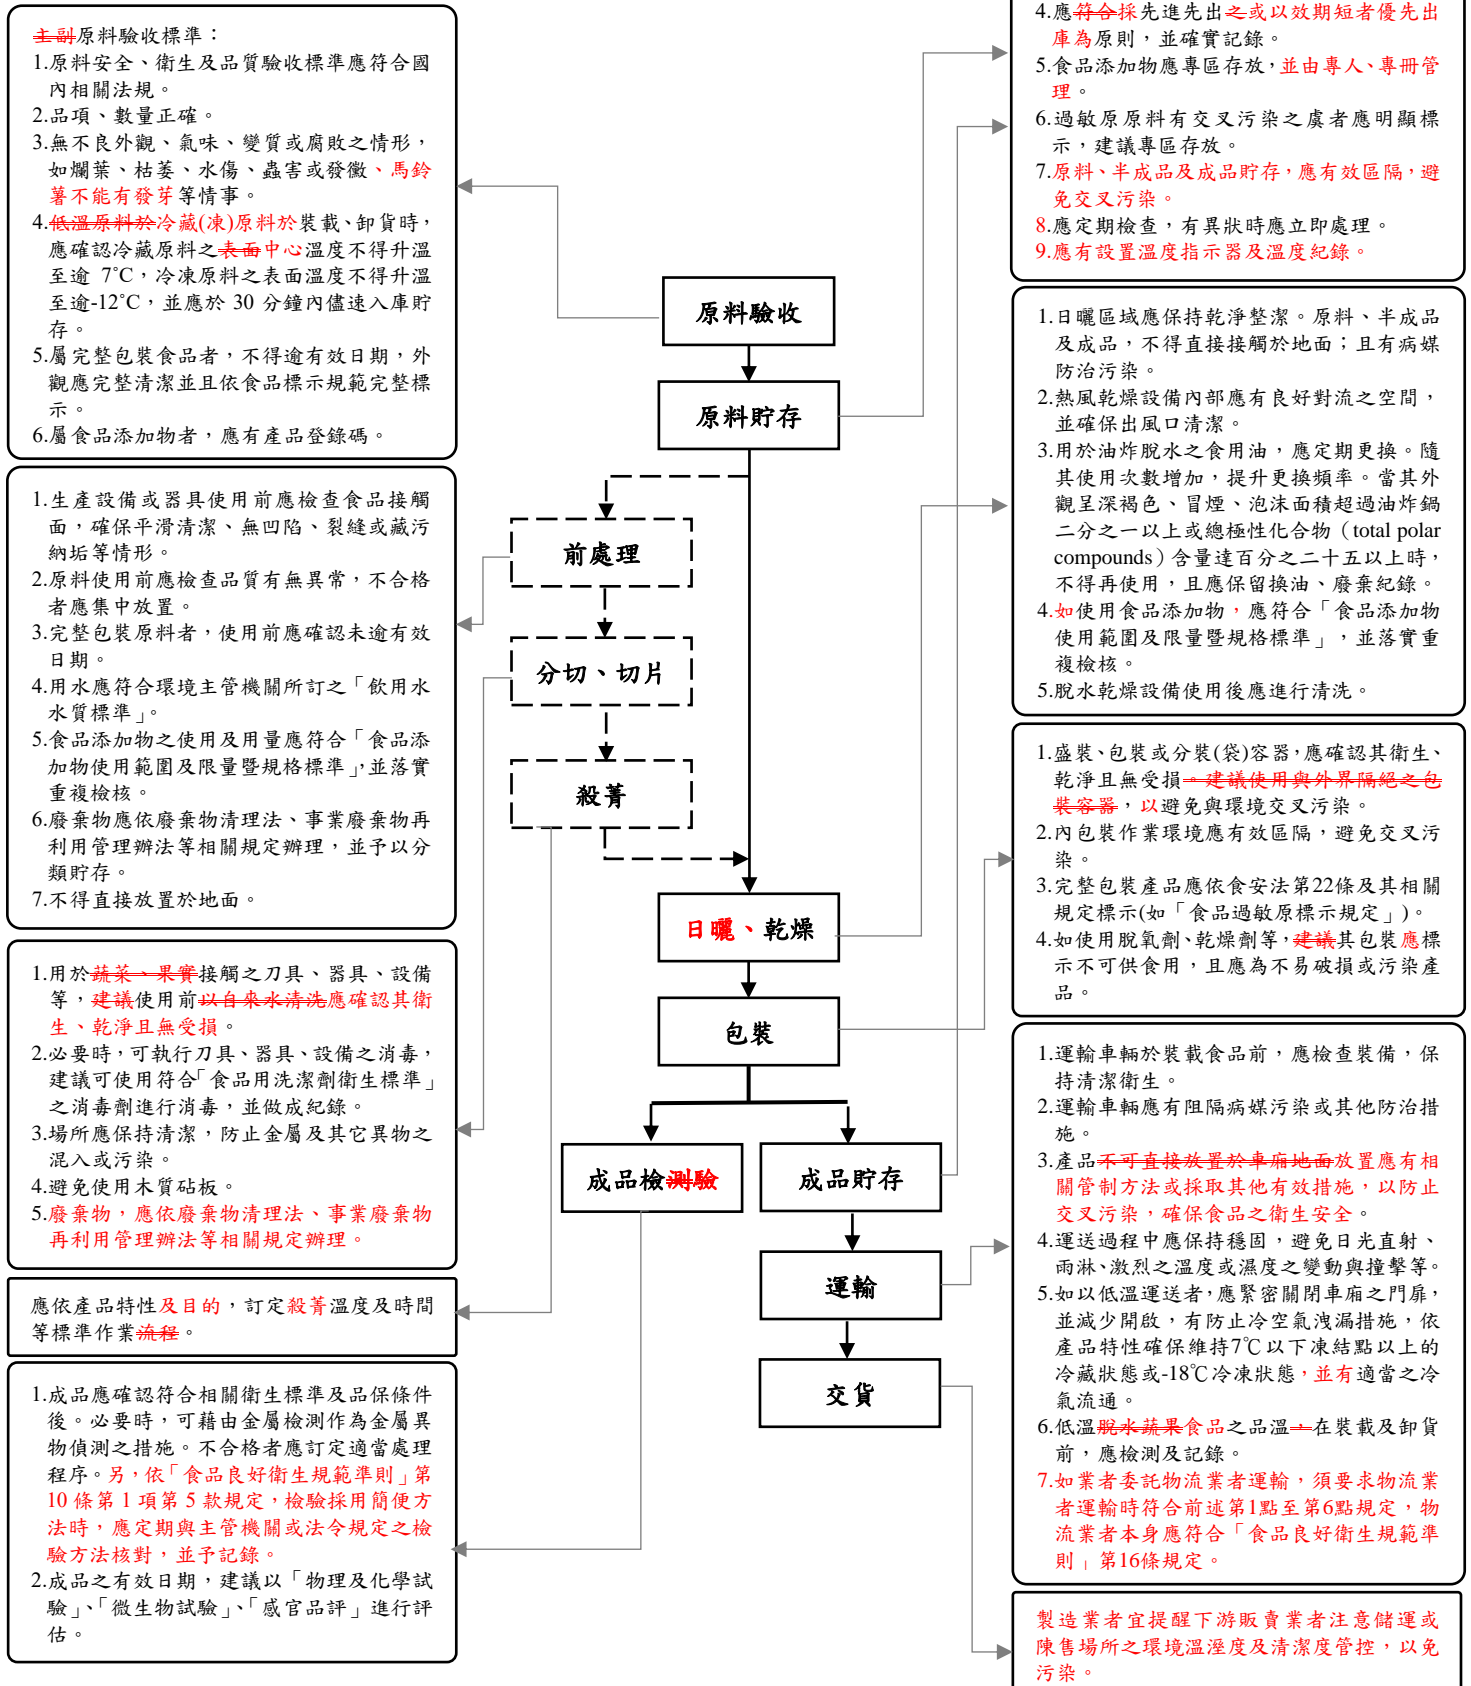 主副原料驗收標準：
1.原料安全、衛生及品質驗收標準應符合國
內相關法規。
2.品項、數量正確。
3.無不良外觀、氣味、變質或腐敗之情形，
如爛葉、枯萎、水傷、蟲害或發黴、馬鈴
薯不能有發芽等情事。
4.低溫原料於冷藏(凍)原料於裝載、卸貨時，
應確認冷藏原料之表面中心溫度不得升溫
至逾 7˚C，冷凍原料之表面溫度不得升溫
至逾-12˚C，並應於 30 分鐘內儘速入庫貯
存。
5.屬完整包裝食品者，不得逾有效日期，外
觀應完整清潔並且依食品標示規範完整標
示。
6.屬食品添加物者，應有產品登錄碼。
1.生產設備或器具使用前應檢查食品接觸
面，確保平滑清潔、無凹陷、裂縫或藏污
納垢等情形。
2.原料使用前應檢查品質有無異常，不合格
者應集中放置。
3.完整包裝原料者，使用前應確認未逾有效
日期。
4.用水應符合環境主管機關所訂之「飲用水
水質標準」。
5.食品添加物之使用及用量應符合「食品添
加物使用範圍及限量暨規格標準」，並落實
重複檢核。
6.廢棄物應依廢棄物清理法、事業廢棄物再
利用管理辦法等相關規定辦理，並予以分
類貯存。
7.不得直接放置於地面。
1.用於蔬菜、果實接觸之刀具、器具、設備
等，建議使用前以自來水清洗應確認其衛
生、乾淨且無受損。
2.必要時，可執行刀具、器具、設備之消毒，
建議可使用符合「食品用洗潔劑衛生標準」
之消毒劑進行消毒，並做成紀錄。
3.場所應保持清潔，防止金屬及其它異物之
混入或污染。
4.避免使用木質砧板。
5.廢棄物，應依廢棄物清理法、事業廢棄物
再利用管理辦法等相關規定辦理。
應依產品特性及目的，訂定殺菁溫度及時間
等標準作業流程。
1.成品應確認符合相關衛生標準及品保條件
後。必要時，可藉由金屬檢測作為金屬異
物偵測之措施。不合格者應訂定適當處理
程序。另，依「食品良好衛生規範準則」第
10 條第 1 項第 5 款規定，檢驗採用簡便方
法時，應定期與主管機關或法令規定之檢
驗方法核對，並予記錄。
2.成品之有效日期，建議以「物理及化學試
驗」、「微生物試驗」、「感官品評」進行評
估。
原料驗收
原料貯存
前處理
分切、切片
殺菁
日曬、乾燥
包裝
成品檢測驗
成品貯存
運輸
交貨
4.應符合採先進先出之或以效期短者優先出
庫為原則，並確實記錄。
5.食品添加物應專區存放，並由專人、專冊管
理。
6.過敏原原料有交叉污染之虞者應明顯標
示，建議專區存放。
7.原料、半成品及成品貯存，應有效區隔，避
免交叉污染。
8.應定期檢查，有異狀時應立即處理。
9.應有設置溫度指示器及溫度紀錄。
1.日曬區域應保持乾淨整潔。原料、半成品
及成品，不得直接接觸於地面；且有病媒
防治污染。
2.熱風乾燥設備內部應有良好對流之空間，
並確保出風口清潔。
3.用於油炸脫水之食用油，應定期更換。隨
其使用次數增加，提升更換頻率。當其外
觀呈深褐色、冒煙、泡沫面積超過油炸鍋
二分之一以上或總極性化合物（total polar
compounds）含量達百分之二十五以上時，
不得再使用，且應保留換油、廢棄紀錄。
4.如使用食品添加物，應符合「食品添加物
使用範圍及限量暨規格標準」，並落實重
複檢核。
5.脫水乾燥設備使用後應進行清洗。
1.盛裝、包裝或分裝(袋)容器，應確認其衛生、
乾淨且無受損。建議使用與外界隔絕之包
裝容器，以避免與環境交叉污染。
2.內包裝作業環境應有效區隔，避免交叉污
染。
3.完整包裝產品應依食安法第22條及其相關
規定標示(如「食品過敏原標示規定」)。
4.如使用脫氧劑、乾燥劑等，建議其包裝應標
示不可供食用，且應為不易破損或污染產
品。
1.運輸車輛於裝載食品前，應檢查裝備，保
持清潔衛生。
2.運輸車輛應有阻隔病媒污染或其他防治措
施。
3.產品不可直接放置於車廂地面放置應有相
關管制方法或採取其他有效措施，以防止
交叉污染，確保食品之衛生安全。
4.運送過程中應保持穩固，避免日光直射、
雨淋、激烈之溫度或濕度之變動與撞擊等。
5.如以低溫運送者，應緊密關閉車廂之門扉，
並減少開啟，有防止冷空氣洩漏措施，依
產品特性確保維持7℃以下凍結點以上的
冷藏狀態或-18℃冷凍狀態，並有適當之冷
氣流通。
6.低溫脫水蔬果食品之品溫，在裝載及卸貨
前，應檢測及記錄。
7.如業者委託物流業者運輸，須要求物流業
者運輸時符合前述第1點至第6點規定，物
流業者本身應符合「食品良好衛生規範準
則」第16條規定。
製造業者宜提醒下游販賣業者注意儲運或
陳售場所之環境溫溼度及清潔度管控，以免
污染。